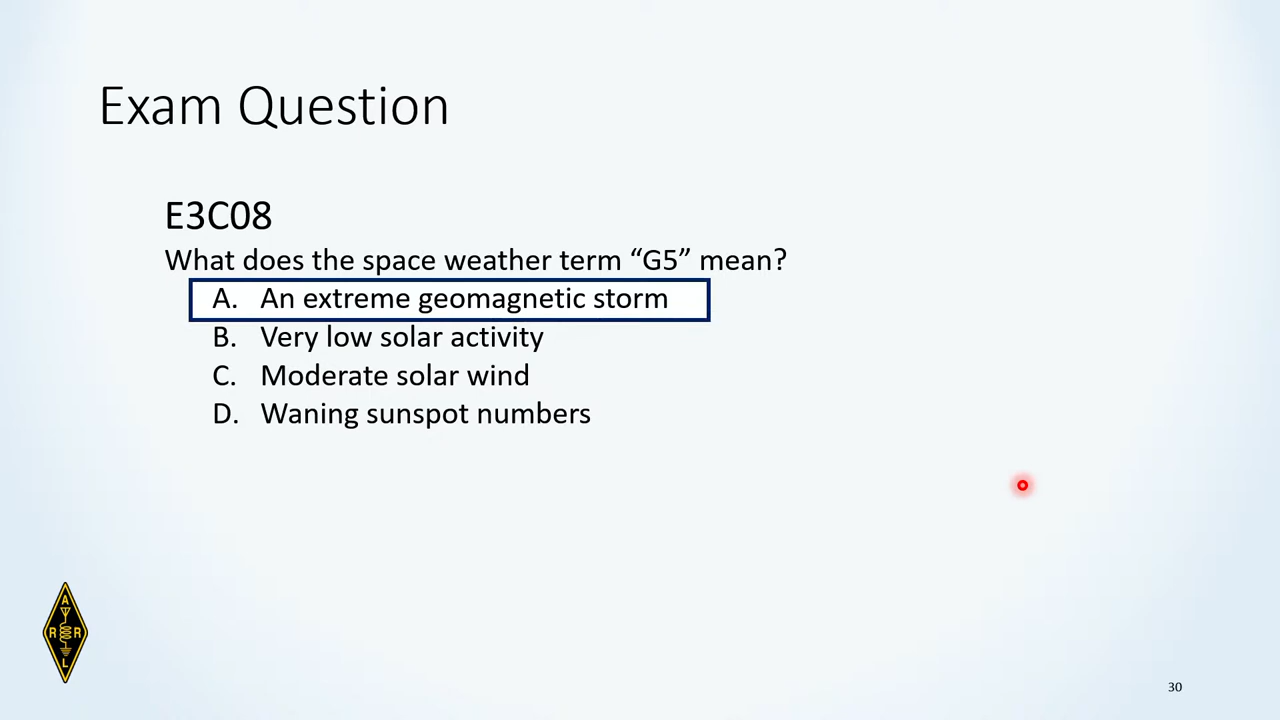 Exam Question
E3C08
What does the space weather term “G5” mean?
A. An extreme geomagnetic storm
B. Very low solar activity
C. Moderate solar wind
D. Waning sunspot numbers
A
R R
L
30